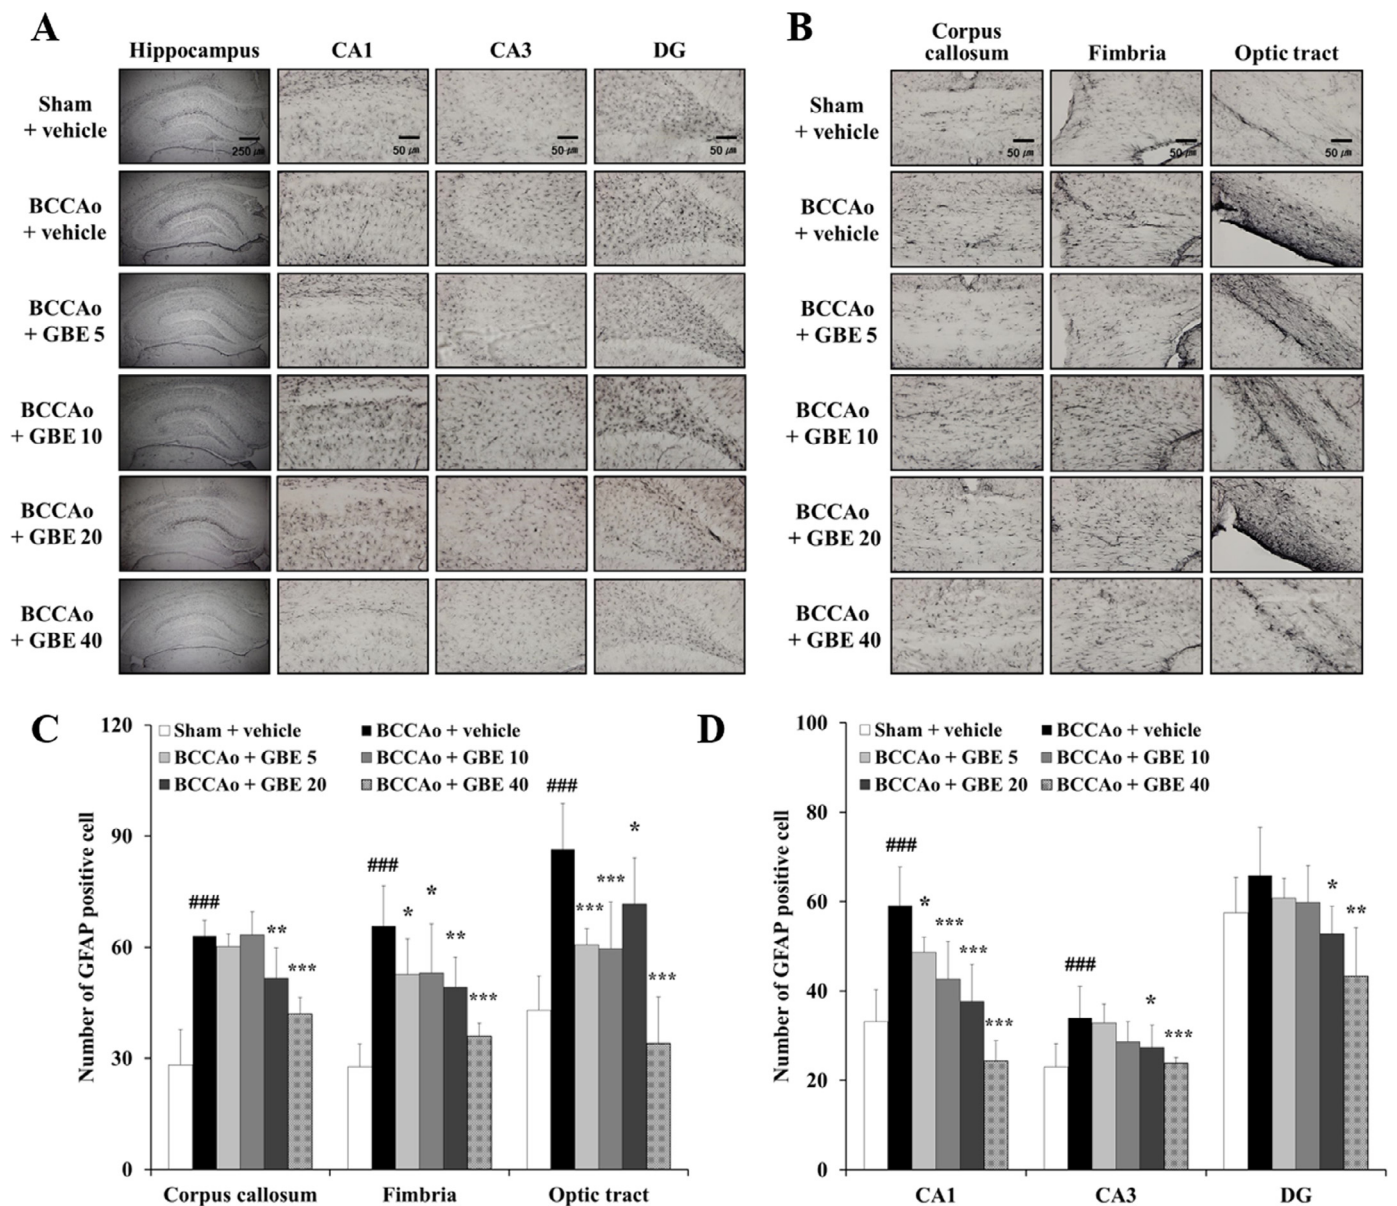 A
Hippocampus CA1 CA3 DG
Sham
+ vehicle
250 μm 50 μm 50 μm 50 μm
BCCAo
+ vehicle
BCCAo
+ GBE 5
BCCAo
+ GBE 10
BCCAo
+ GBE 20
BCCAo
+ GBE 40
B
Corpus
callosum Fimbria Optic tract
Sham
+ vehicle
50 μm 50 μm 50 μm
BCCAo
+ vehicle
BCCAo
+ GBE 5
BCCAo
+ GBE 10
BCCAo
+ GBE 20
BCCAo
+ GBE 40
C
Number of GFAP positive cell
120
90
60
30
0
Sham + vehicle BCCAo + vehicle
BCCAo + GBE 5 BCCAo + GBE 10
BCCAo + GBE 20 BCCAo + GBE 40
### ** ***
### * * ** ***
### *** *** * ***
Corpus callosum Fimbria Optic tract
D
Number of GFAP positive cell
100
80
60
40
20
0
Sham + vehicle BCCAo + vehicle
BCCAo + GBE 5 BCCAo + GBE 10
BCCAo + GBE 20 BCCAo + GBE 40
### * *** *** ***
### * ***
* **
CA1 CA3 DG